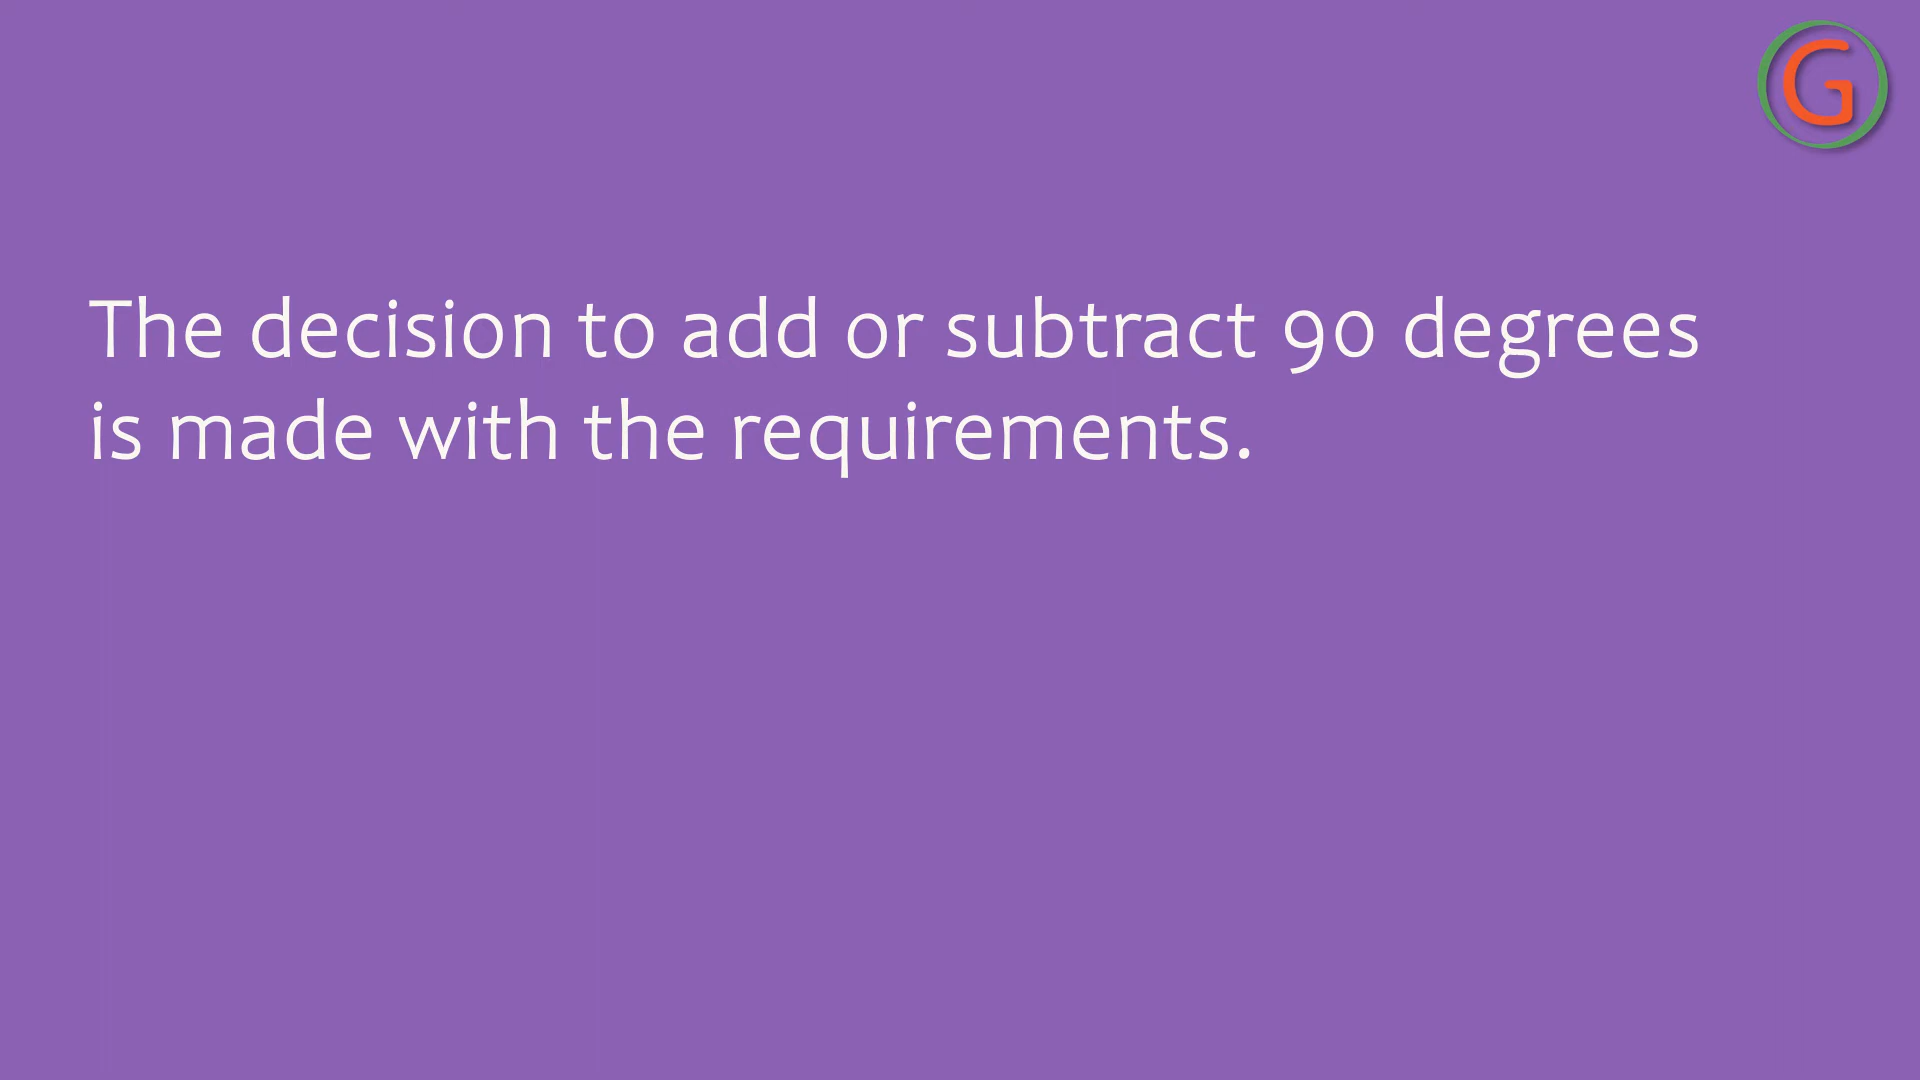 G
The decision to add or subtract 90 degrees
is made with the requirements.